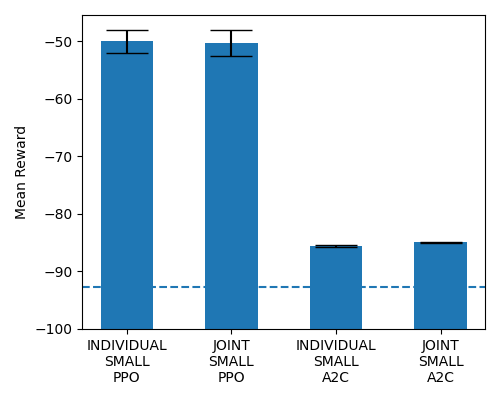 Mean Reward
−50
−60
−70
−80
−90
−100
INDIVIDUAL
SMALL
PPO
JOINT
SMALL
PPO
INDIVIDUAL
SMALL
A2C
JOINT
SMALL
A2C